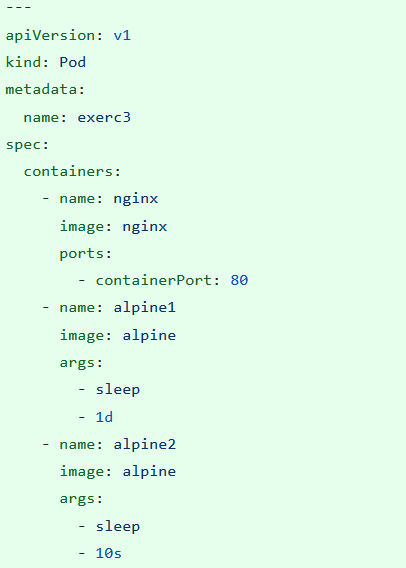 ---
apiVersion: v1
kind: Pod
metadata:
  name: exerc3
spec:
  containers:
    - name: nginx
      image: nginx
      ports:
        - containerPort: 80
    - name: alpine1
      image: alpine
      args:
        - sleep
        - 1d
    - name: alpine2
      image: alpine
      args:
        - sleep
        - 10s